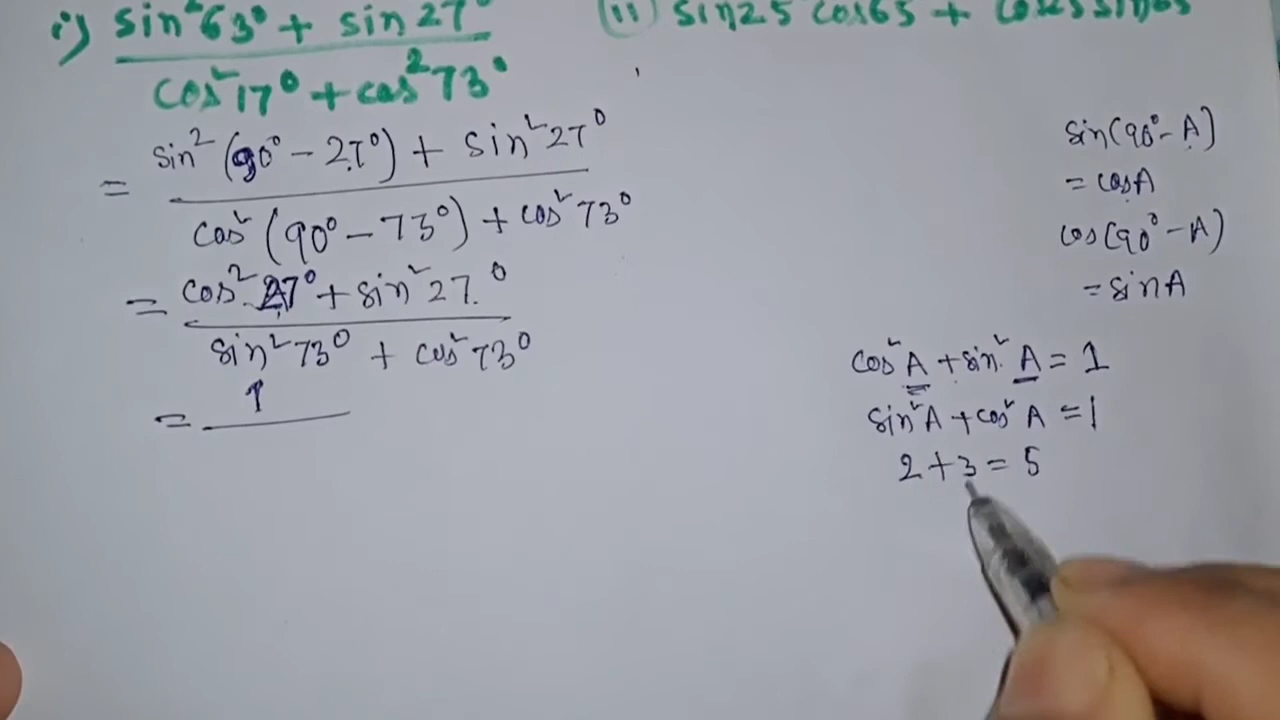 i) sin²63° + sin²27°
cos²17° + cos²73°
(ii) sin25 cos65 + cos25 sin65
= sin²(90° – 27°) + sin²27°
cos²(90° – 73°) + cos²73°
= cos²27° + sin²27°
sin²73° + cos²73°
= 1
sin(90° – A)
= cosA
cos(90° – A)
= sinA
cos²A + sin²A = 1
sin²A + cos²A = 1
2 + 3 = 5